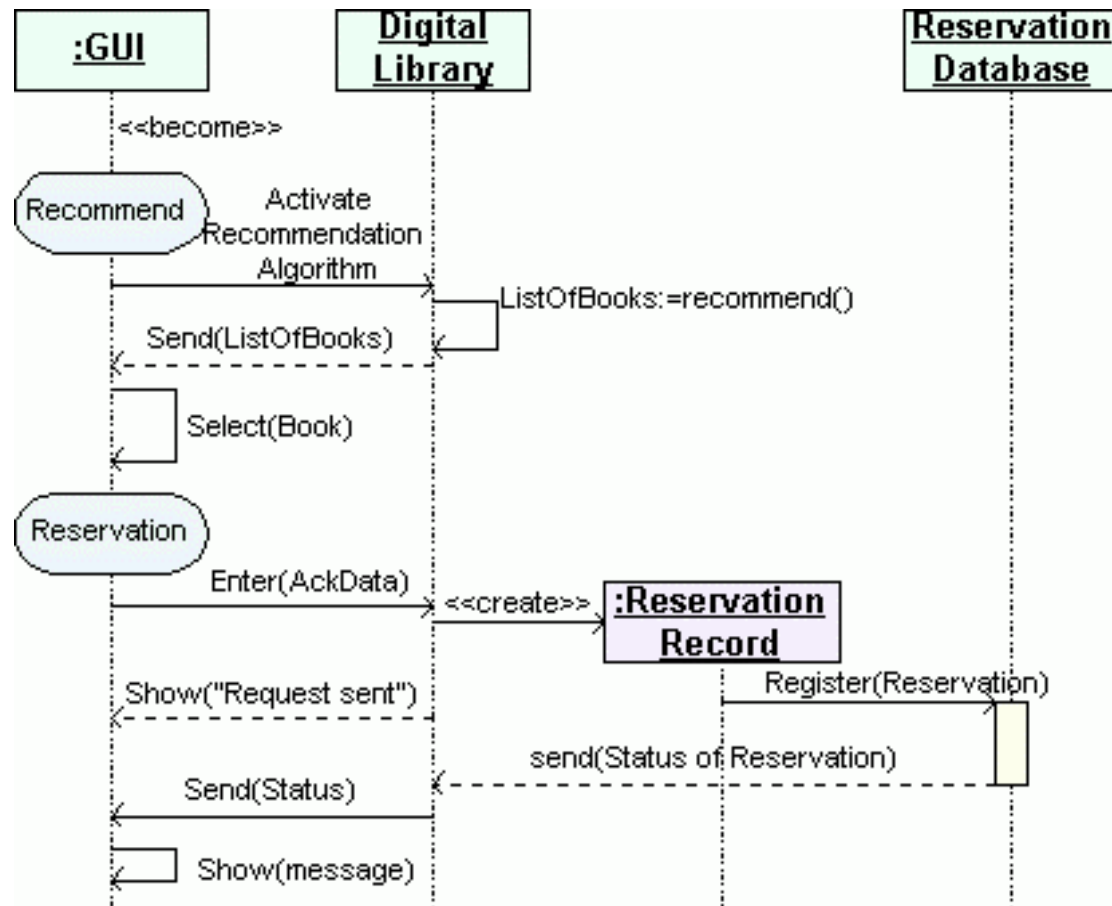 :GUI
Digital
Library
Reservation
Database
<<become>>
Recommend
Activate
Recommendation
Algorithm
ListOfBooks:=recommend()
Send(ListOfBooks)
Select(Book)
Reservation
Enter(AckData)
<<create>>
:Reservation
Record
Register(Reservation)
Show("Request sent")
send(Status of Reservation)
Send(Status)
Show(message)